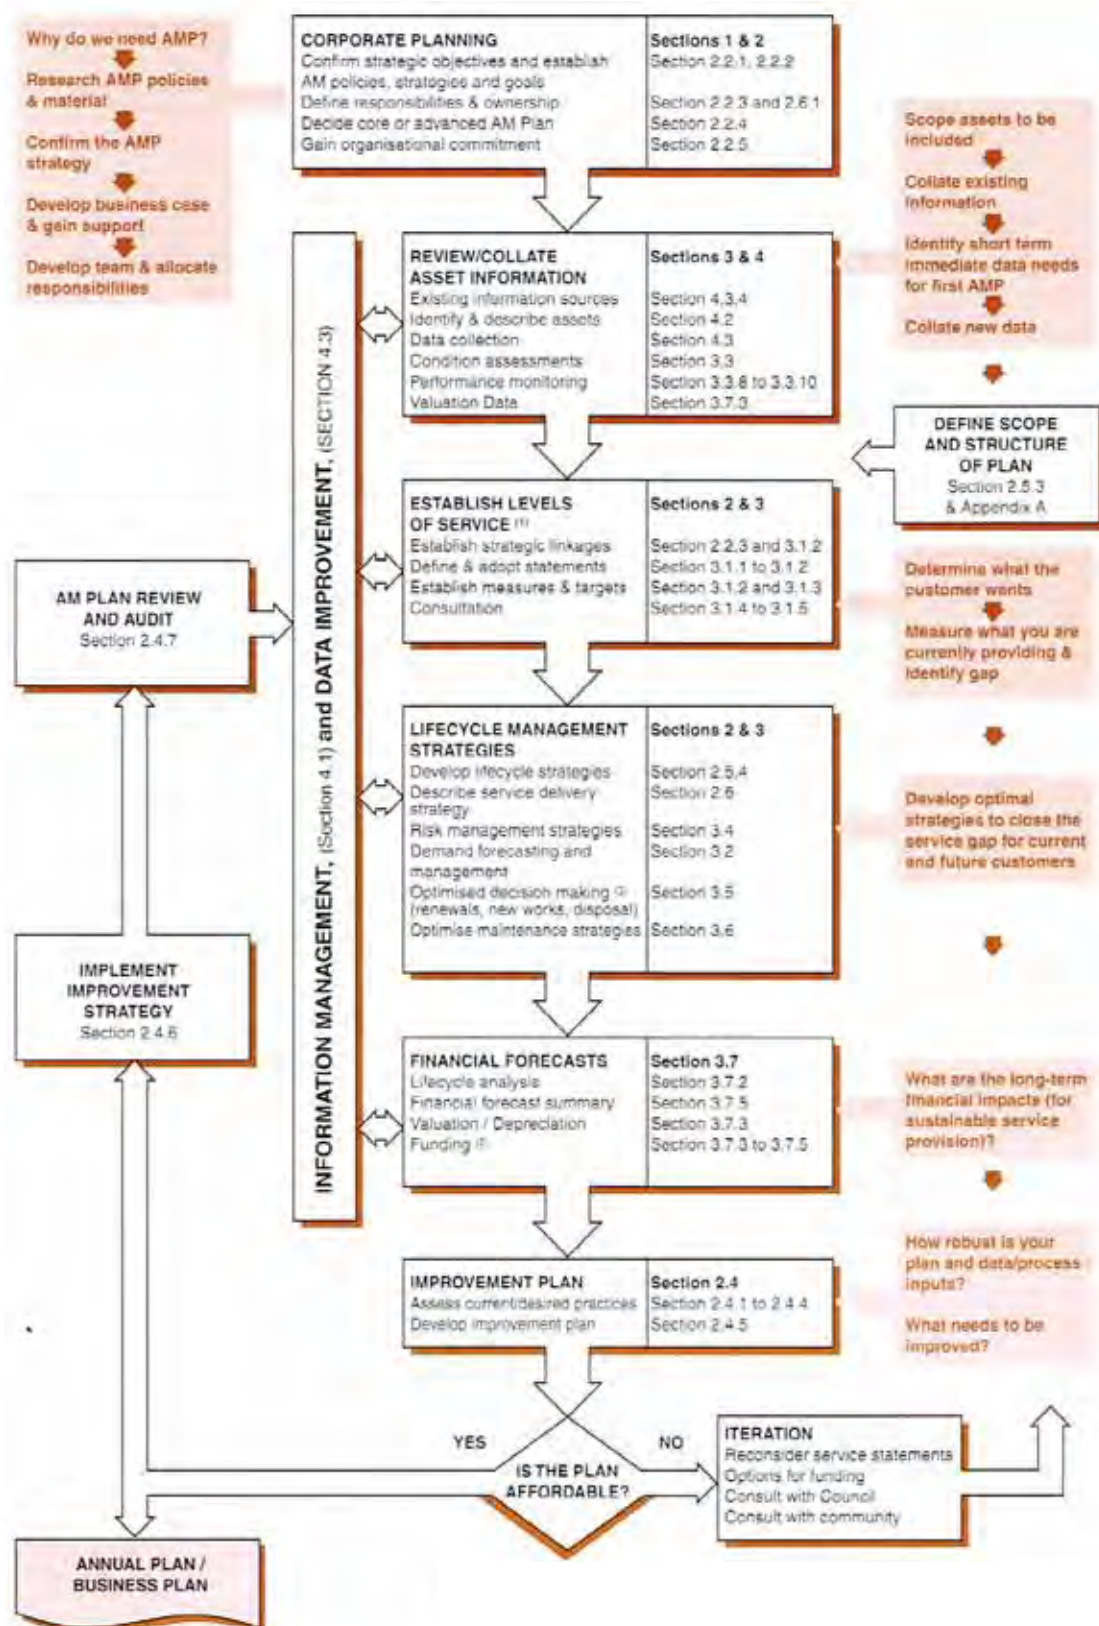 Why do we need AMP?
Research AMP policies
& material
Confirm the AMP
strategy
Develop business case
& gain support
Develop team & allocate
responsibilities
CORPORATE PLANNING Sections 1 & 2
Confirm strategic objectives and establish Section 2.2.1, 2.2.2
AM policies, strategies and goals
Define responsibilities & ownership Section 2.2.3 and 2.6.1
Decide core or advanced AM Plan Section 2.2.4
Gain organisational commitment Section 2.2.5
Scope assets to be
included
Collate existing
information
Identify short term
immediate data needs
for first AMP
Collate new data
INFORMATION MANAGEMENT, (Section 4.1) and DATA IMPROVEMENT, (SECTION 4.3)
REVIEW/COLLATE Sections 3 & 4
ASSET INFORMATION
Existing information sources Section 4.3.4
Identify & describe assets Section 4.2
Data collection Section 4.3
Condition assessments Section 3.3
Performance monitoring Section 3.3.8 to 3.3.10
Valuation Data Section 3.7.3
DEFINE SCOPE
AND STRUCTURE
OF PLAN
Section 2.5.3
& Appendix A
ESTABLISH LEVELS Sections 2 & 3
OF SERVICE (1)
Establish strategic linkages Section 2.2.3 and 3.1.2
Define & adopt statements Section 3.1.1 to 3.1.2
Establish measures & targets Section 3.1.2 and 3.1.3
Consultation Section 3.1.4 to 3.1.5
Determine what the
customer wants
Measure what you are
currently providing &
identify gap
AM PLAN REVIEW
AND AUDIT
Section 2.4.7
LIFECYCLE MANAGEMENT Sections 2 & 3
STRATEGIES
Develop lifecycle strategies Section 2.5.4
Describe service delivery Section 2.6
strategy
Risk management strategies Section 3.4
Demand forecasting and Section 3.2
management
Optimised decision making Section 3.5
(renewals, new works, disposal)
Optimise maintenance strategies Section 3.6
Develop optimal
strategies to close the
service gap for current
and future customers
IMPLEMENT
IMPROVEMENT
STRATEGY
Section 2.4.6
FINANCIAL FORECASTS Section 3.7
Lifecycle analysis Section 3.7.2
Financial forecast summary Section 3.7.5
Valuation / Depreciation Section 3.7.3
Funding Section 3.7.3 to 3.7.5
What are the long-term
financial impacts (for
sustainable service
provision)?
IMPROVEMENT PLAN Section 2.4
Assess current/desired practices Section 2.4.1 to 2.4.4
Develop improvement plan Section 2.4.5
How robust is your
plan and data/process
inputs?
What needs to be
improved?
YES
NO
IS THE PLAN
AFFORDABLE?
ITERATION
Reconsider service statements
Options for funding
Consult with Council
Consult with community
ANNUAL PLAN /
BUSINESS PLAN